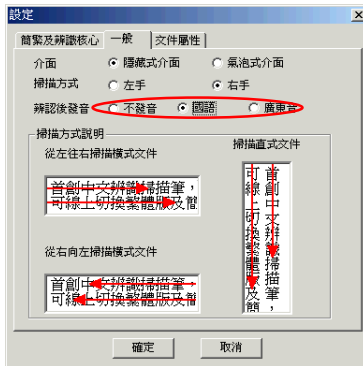 設定
簡繁及辨識核心 一般 文件屬性
介面 隱藏式介面 氣泡式介面
掃描方式 左手 右手
辨認後發音 不發音 國語 廣東音
掃描方式說明
從左往右掃描橫式文件
首創中文辨識掃描筆，
可線上切換繁體版及簡
從右向左掃描橫式文件
首創中文辨識掃描筆，
可線上切換繁體版及簡
掃描直式文件
首創中文辨識掃描筆，
可線上切換繁體版及簡
確定 取消